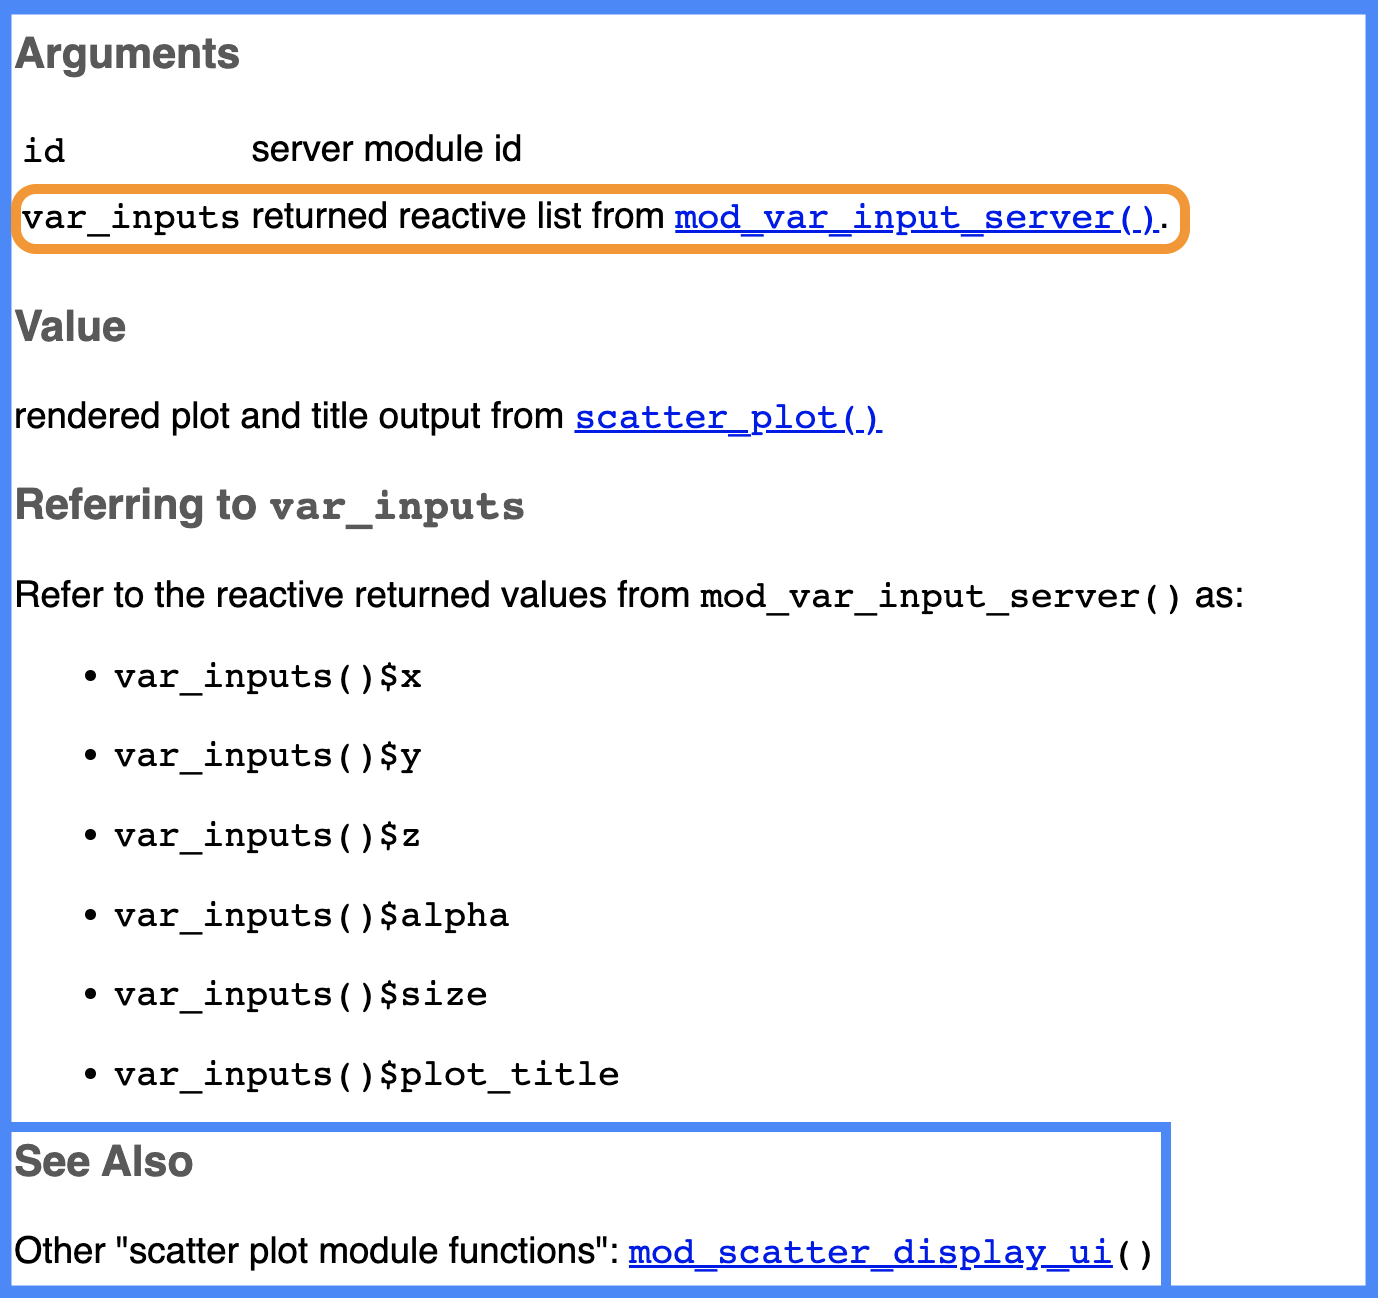 Arguments
id server module id
var_inputs returned reactive list from mod_var_input_server().
Value
rendered plot and title output from scatter_plot()
Referring to var_inputs
Refer to the reactive returned values from mod_var_input_server() as:
• var_inputs()$x
• var_inputs()$y
• var_inputs()$z
• var_inputs()$alpha
• var_inputs()$size
• var_inputs()$plot_title
See Also
Other "scatter plot module functions": mod_scatter_display_ui()